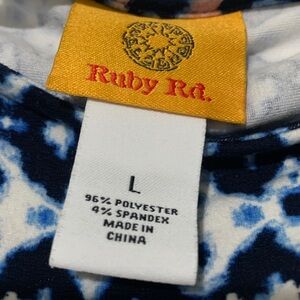 Ruby Rd.
L
96% POLYESTER
4% SPANDEX
MADE IN
CHINA